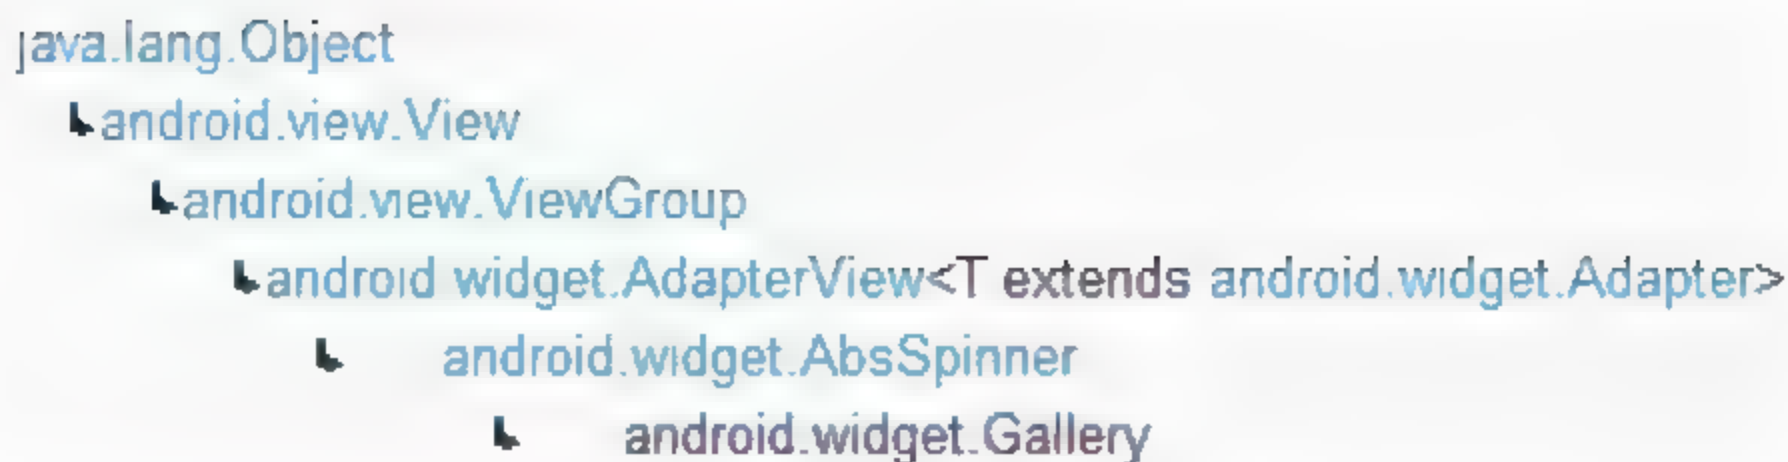 java.lang.Object
android.view.View
android.view.ViewGroup
android.widget.AdapterView<T extends android.widget.Adapter>
android.widget.AbsSpinner
android.widget.Gallery